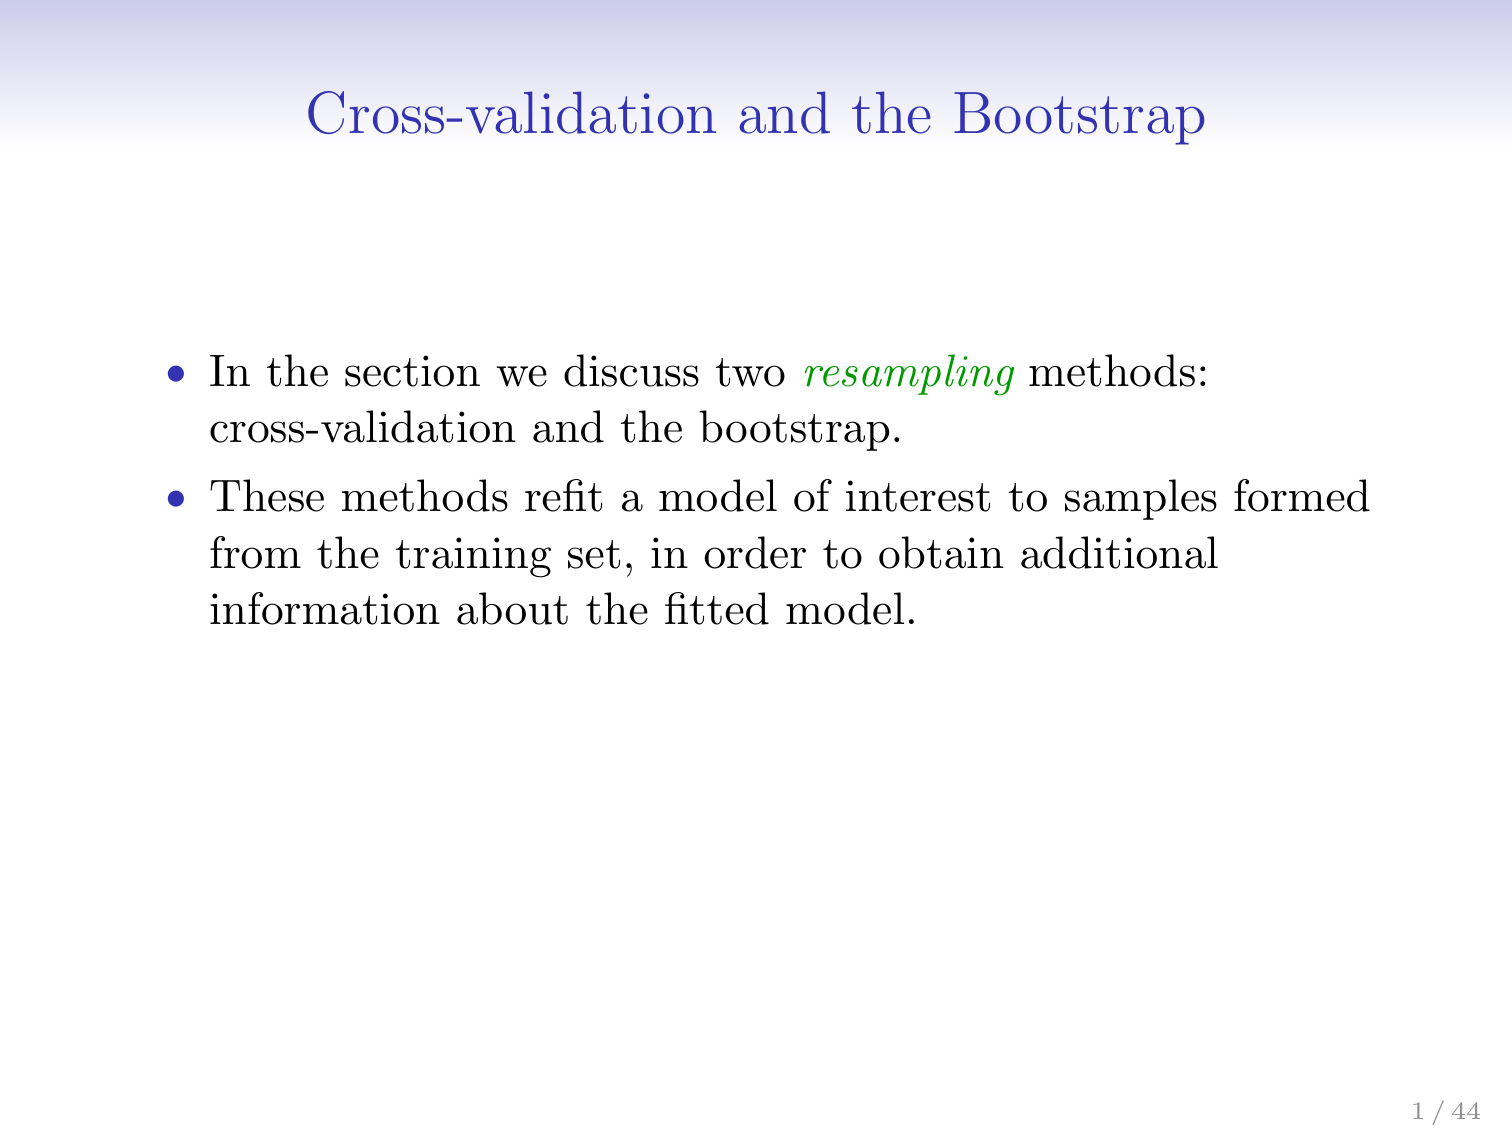 Cross-validation and the Bootstrap
• In the section we discuss two resampling methods:
cross-validation and the bootstrap.
• These methods refit a model of interest to samples formed
from the training set, in order to obtain additional
information about the fitted model.
1 / 44